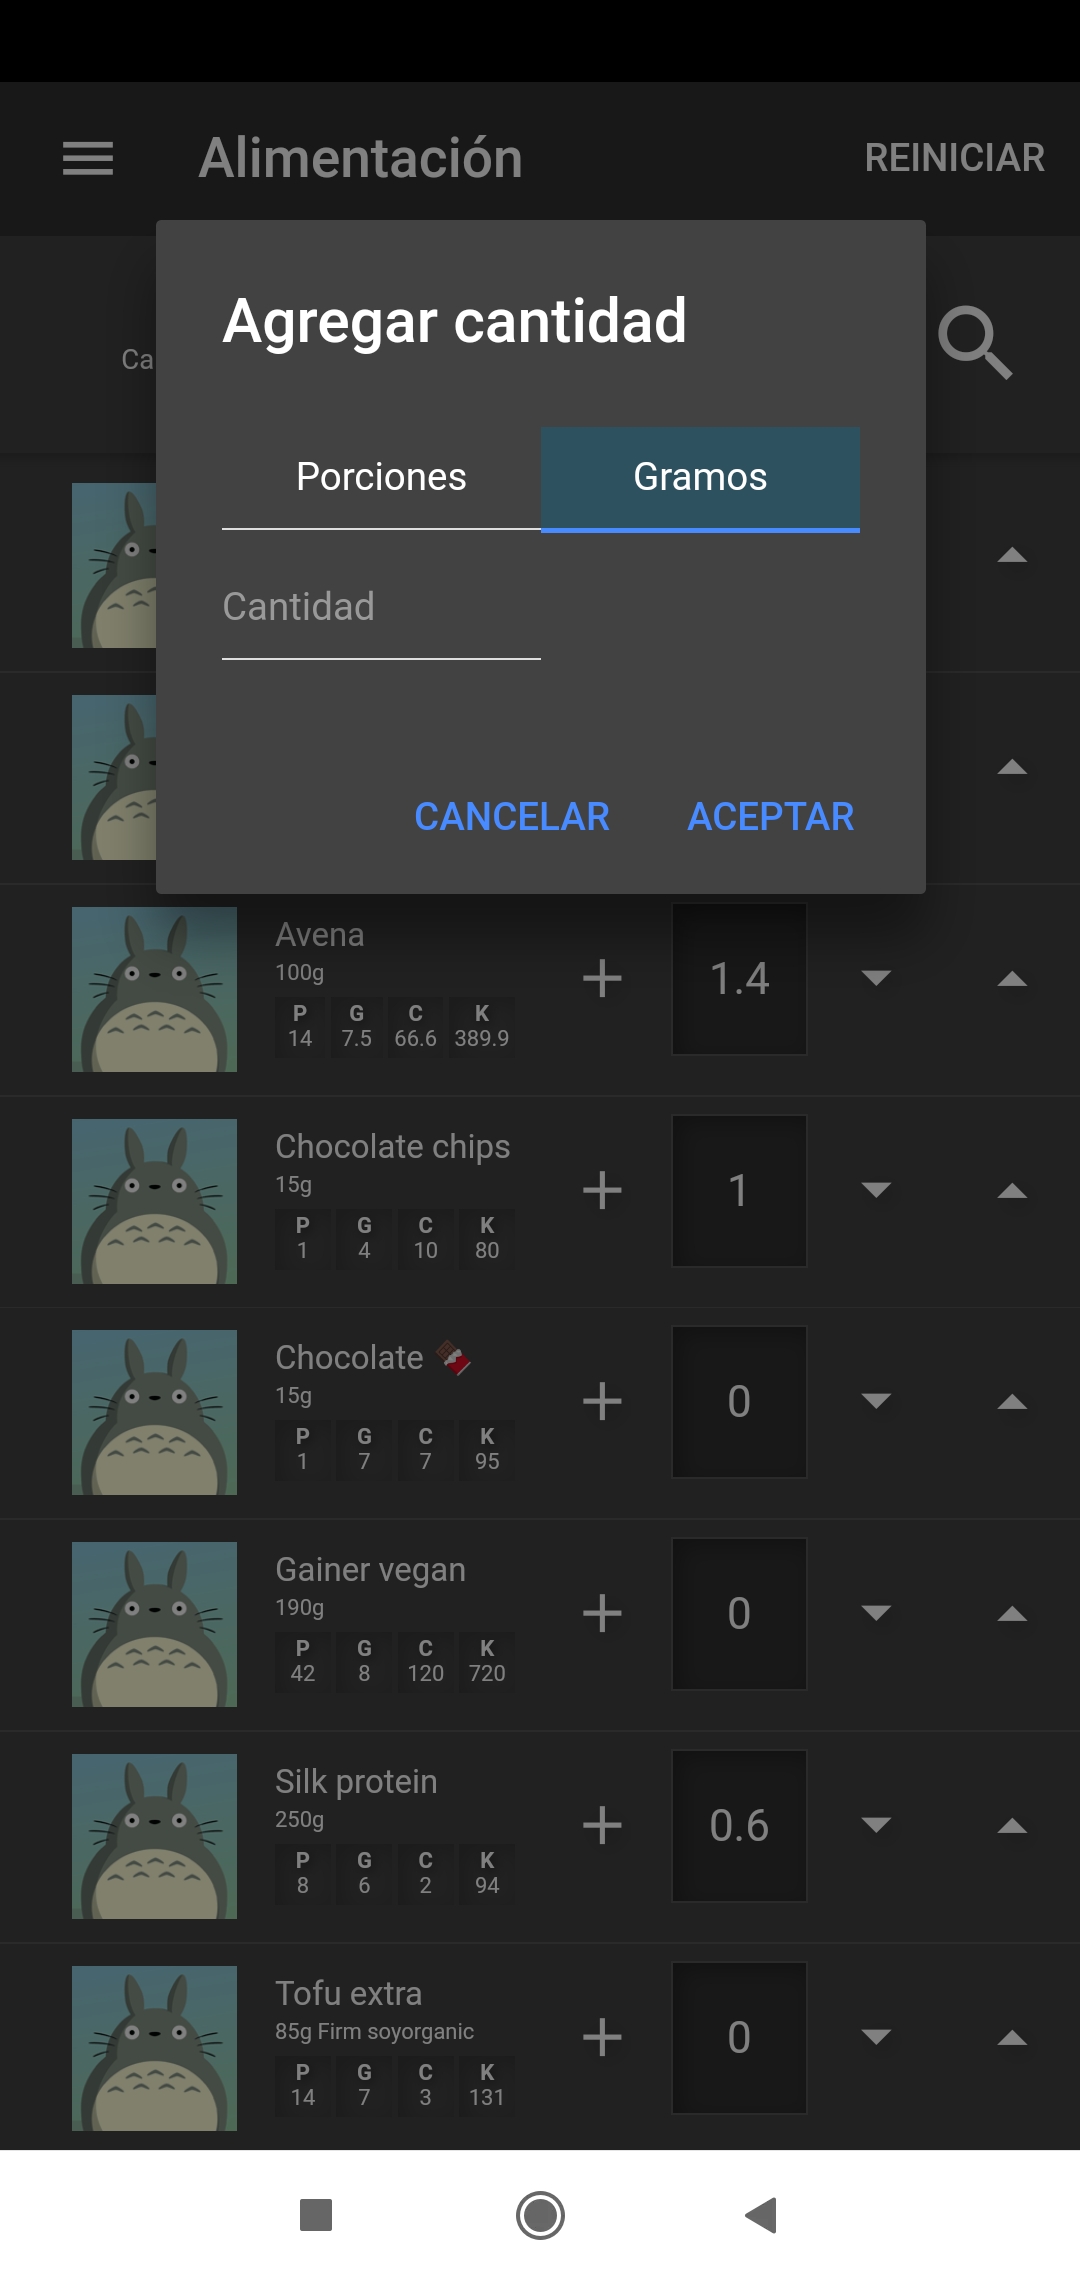 Alimentación
REINICIAR
Agregar cantidad
Ca
Porciones
Gramos
Cantidad
CANCELAR
ACEPTAR
Avena
100g
P G C K
14 7.5 66.6 389.9
1.4
Chocolate chips
15g
P G C K
1 4 10 80
1
Chocolate 🍫
15g
P G C K
1 7 7 95
0
Gainer vegan
190g
P G C K
42 8 120 720
0
Silk protein
250g
P G C K
8 6 2 94
0.6
Tofu extra
85g Firm soyorganic
P G C K
14 7 3 131
0